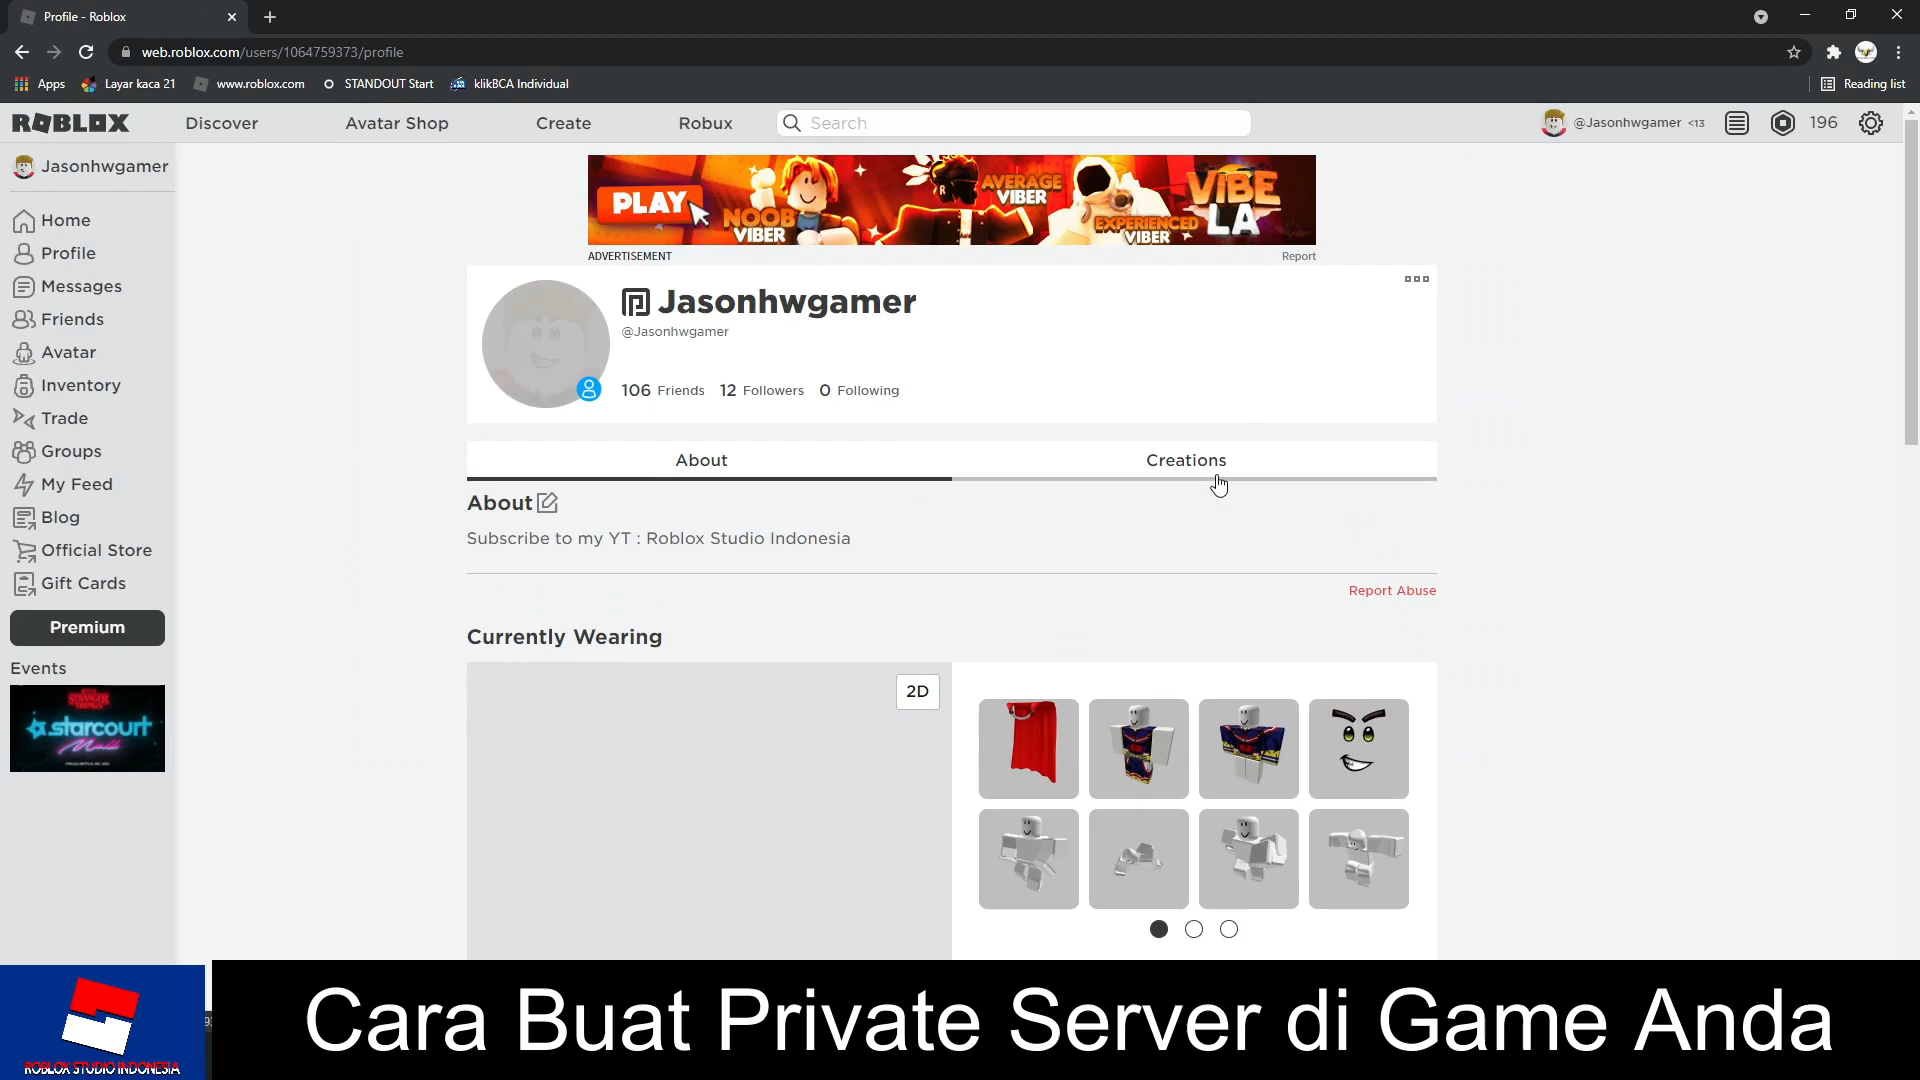 Profile - Roblox
web.roblox.com/users/1064759373/profile
Apps
Layar kaca 21
www.roblox.com
STANDOUT Start
klikBCA Individual
Reading list
ROBLOX
Discover
Avatar Shop
Create
Robux
Search
@Jasonhwgamer <13
196
Jasonhwgamer
Home
Profile
Messages
Friends
Avatar
Inventory
Trade
Groups
My Feed
Blog
Official Store
Gift Cards
Premium
Events
STRANGER
THINGS
starcourt
Mall
PLAY
NOOB
VIBER
AVERAGE
VIBER
EXPERIENCED
VIBER
VIBE
LA
ADVERTISEMENT
Report
Jasonhwgamer
@Jasonhwgamer
106 Friends 12 Followers 0 Following
About
Creations
About
Subscribe to my YT : Roblox Studio Indonesia
Report Abuse
Currently Wearing
2D
ROBLOX STUDIO INDONESIA
Cara Buat Private Server di Game Anda